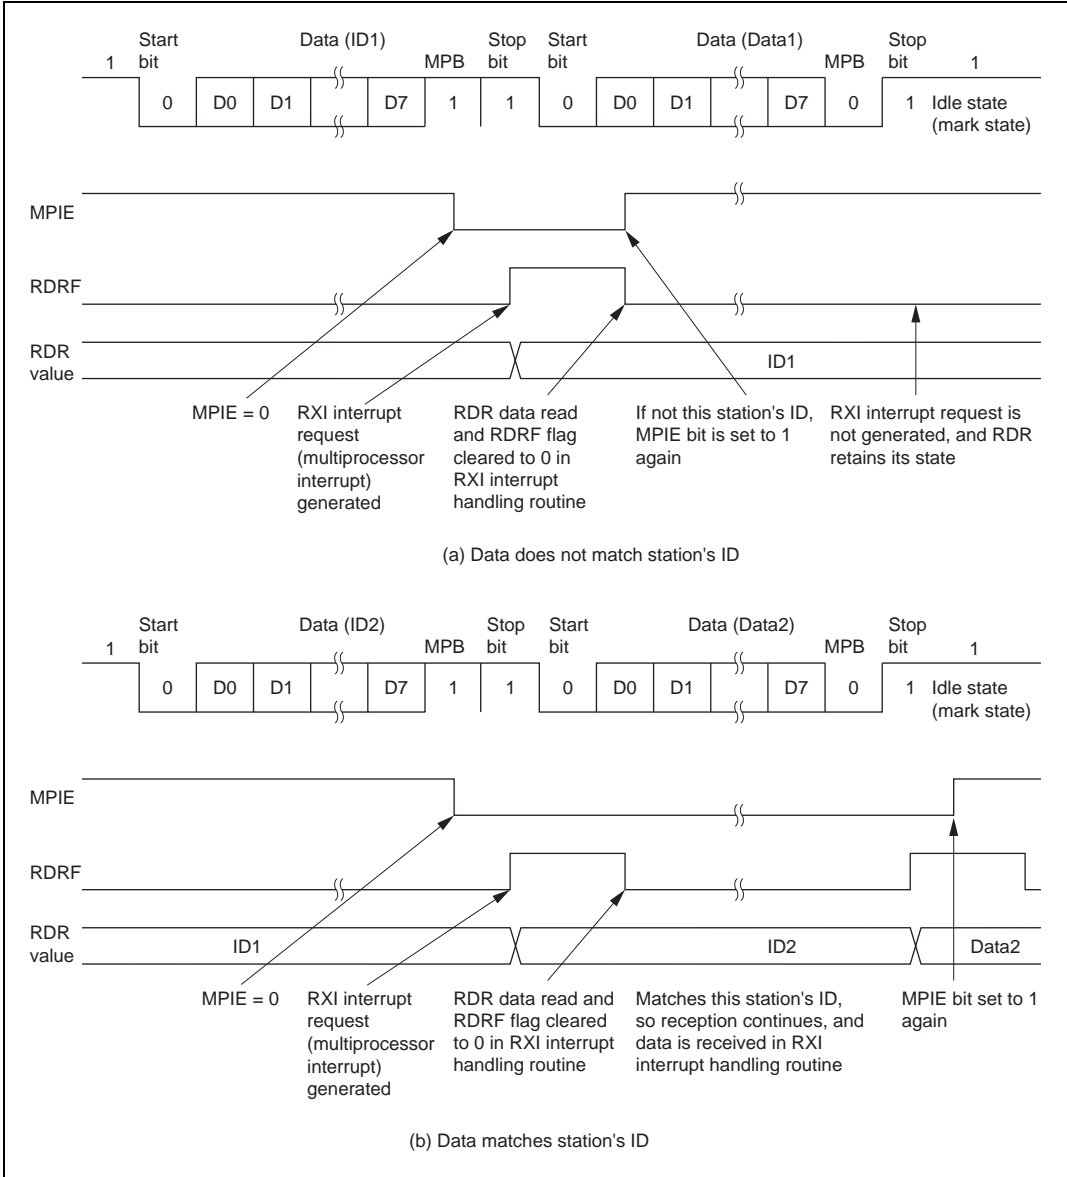 Start bit
Data (ID1)
Stop bit
Start bit
Data (Data1)
Stop bit
1
MPB
MPB
1
0 D0 D1 D7 1 1 0 D0 D1 D7 0 1
Idle state
(mark state)
MPIE
RDRF
RDR
value
ID1
MPIE = 0
RXI interrupt
request
(multiprocessor
interrupt)
generated
RDR data read
and RDRF flag
cleared to 0 in
RXI interrupt
handling routine
If not this station's ID,
MPIE bit is set to 1
again
RXI interrupt request is
not generated, and RDR
retains its state
(a) Data does not match station's ID
Start bit
Data (ID2)
Stop bit
Start bit
Data (Data2)
Stop bit
1
MPB
MPB
1
0 D0 D1 D7 1 1 0 D0 D1 D7 0 1
Idle state
(mark state)
MPIE
RDRF
RDR
value
ID1
ID2
Data2
MPIE = 0
RXI interrupt
request
(multiprocessor
interrupt)
generated
RDR data read and
RDRF flag cleared
to 0 in RXI interrupt
handling routine
Matches this station's ID,
so reception continues, and
data is received in RXI
interrupt handling routine
MPIE bit set to 1
again
(b) Data matches station's ID